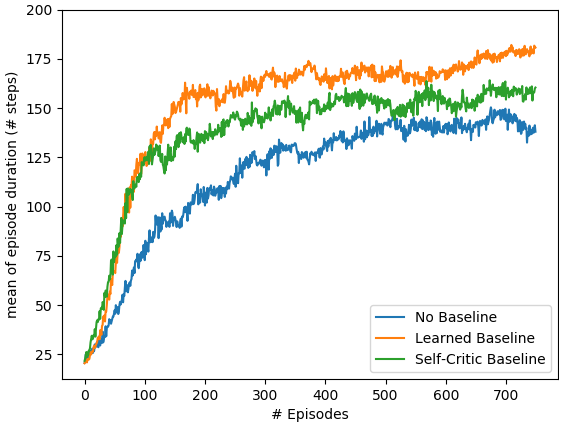 200
175
150
125
100
75
50
25
mean of episode duration (# steps)
0 100 200 300 400 500 600 700
# Episodes
No Baseline
Learned Baseline
Self-Critic Baseline